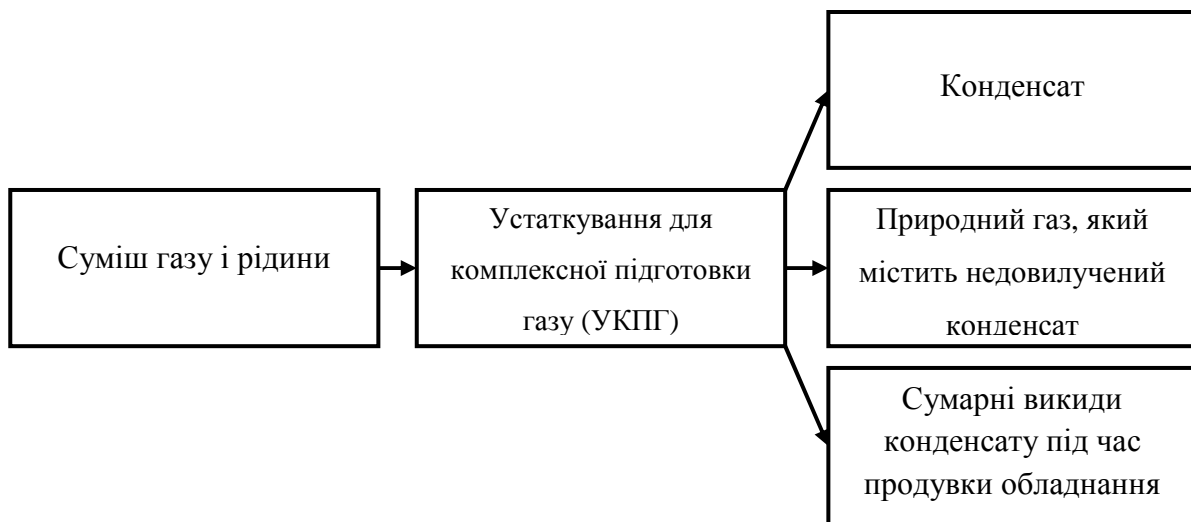 Конденсат
Суміш газу і рідини
Устаткування для
комплексної підготовки
газу (УКПГ)
Природний газ, який
містить недовилучений
конденсат
Сумарні викиди
конденсату під час
продувки обладнання